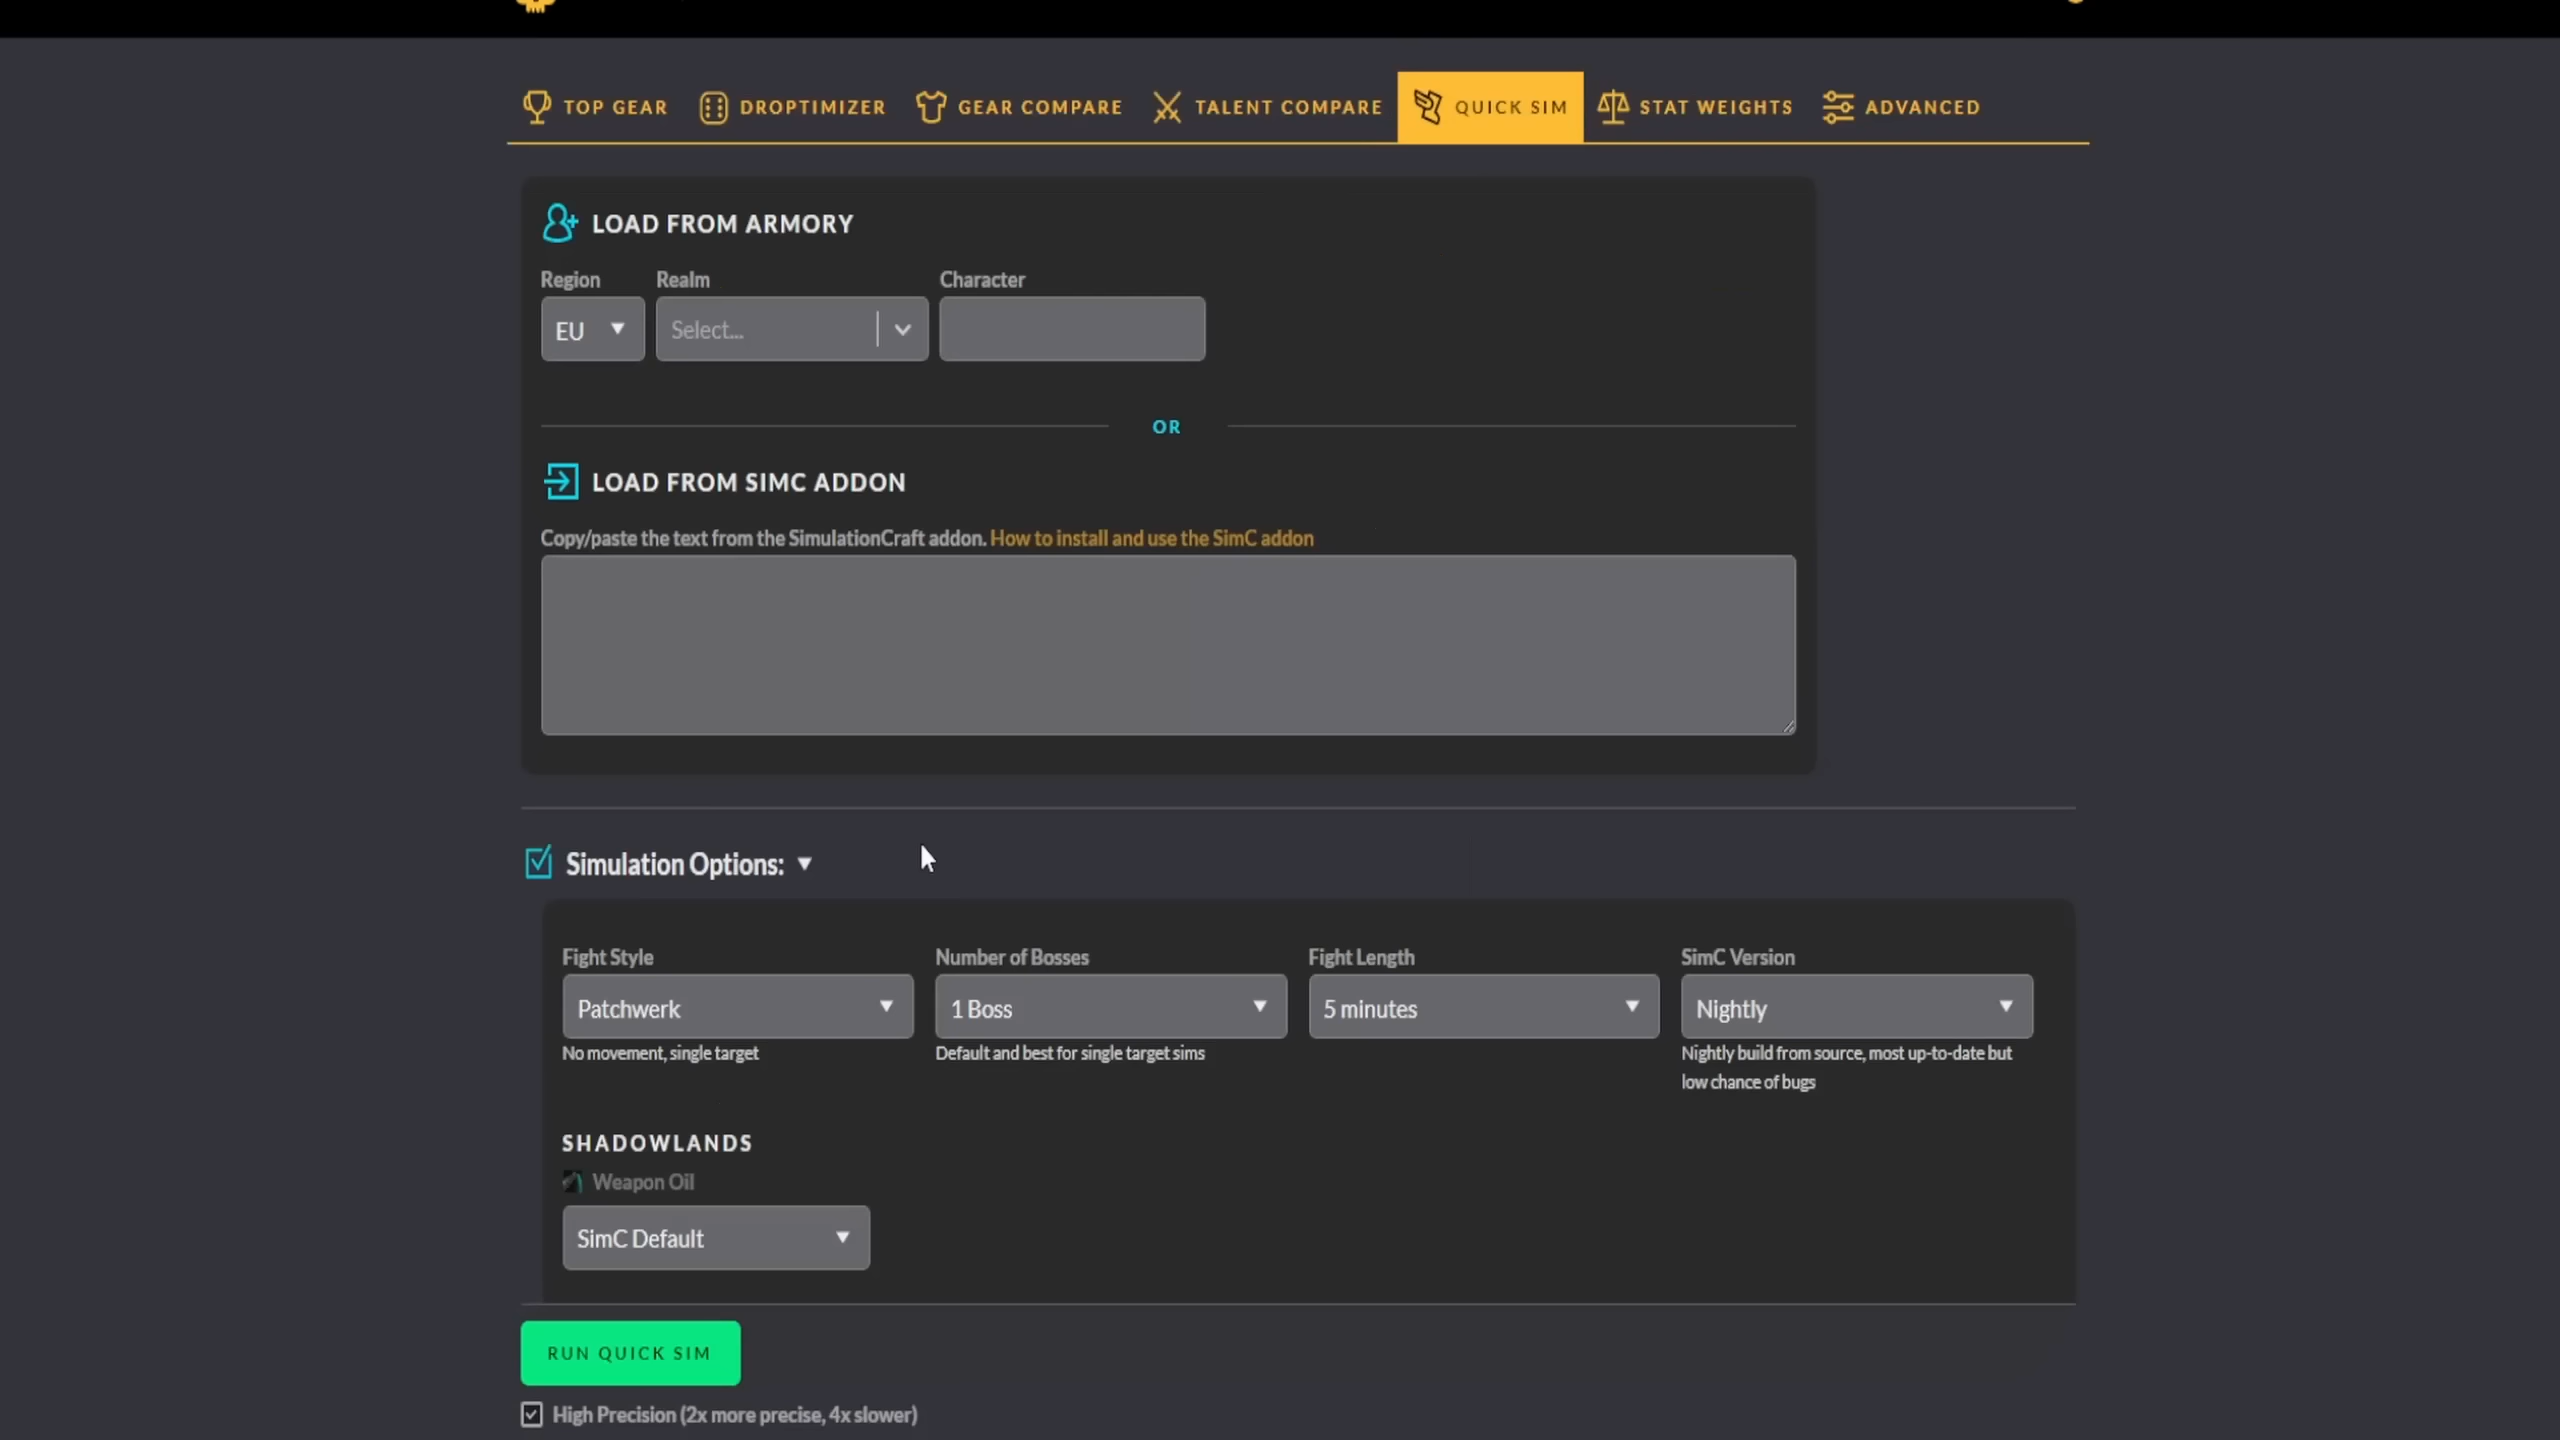 TOP GEAR
DROPTIMIZER
GEAR COMPARE
TALENT COMPARE
QUICK SIM
STAT WEIGHTS
ADVANCED
LOAD FROM ARMORY
Region
Realm
Character
EU
Select...
OR
LOAD FROM SIMC ADDON
Copy/paste the text from the SimulationCraft addon. How to install and use the SimC addon
Simulation Options:
Fight Style
Number of Bosses
Fight Length
SimC Version
Patchwerk
1 Boss
5 minutes
Nightly
No movement, single target
Default and best for single target sims
Nightly build from source, most up-to-date but
low chance of bugs
SHADOWLANDS
Weapon Oil
SimC Default
RUN QUICK SIM
High Precision (2x more precise, 4x slower)